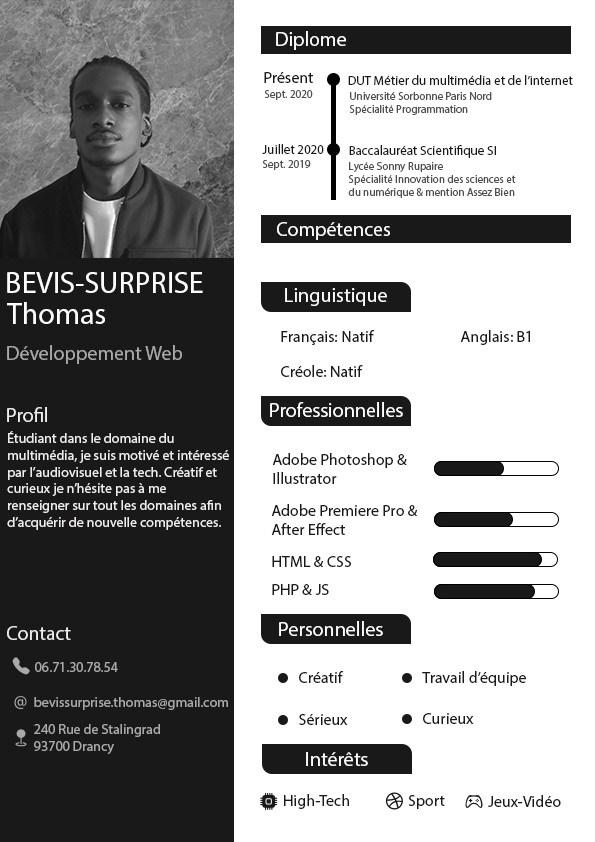 BEVIS-SURPRISE
Thomas
Développement Web
Profil
Étudiant dans le domaine du
multimédia, je suis motivé et intéressé
par l'audiovisuel et la tech. Créatif et
curieux je n'hésite pas à me
renseigner sur tout les domaines afin
d'acquérir de nouvelle compétences.
Contact
06.71.30.78.54
@ bevissurprise.thomas@gmail.com
240 Rue de Stalingrad
93700 Drancy
Diplome
Présent
Sept. 2020
DUT Métier du multimédia et de l'internet
Université Sorbonne Paris Nord
Spécialité Programmation
Juillet 2020
Sept. 2019
Baccalauréat Scientifique SI
Lycée Sonny Rupaire
Spécialité Innovation des sciences et
du numérique & mention Assez Bien
Compétences
Linguistique
Français: Natif
Anglais: B1
Créole: Natif
Professionnelles
Adobe Photoshop &
Illustrator
Adobe Premiere Pro &
After Effect
HTML & CSS
PHP & JS
Personnelles
Créatif
Travail d'équipe
Sérieux
Curieux
Intérêts
High-Tech
Sport
Jeux-Vidéo